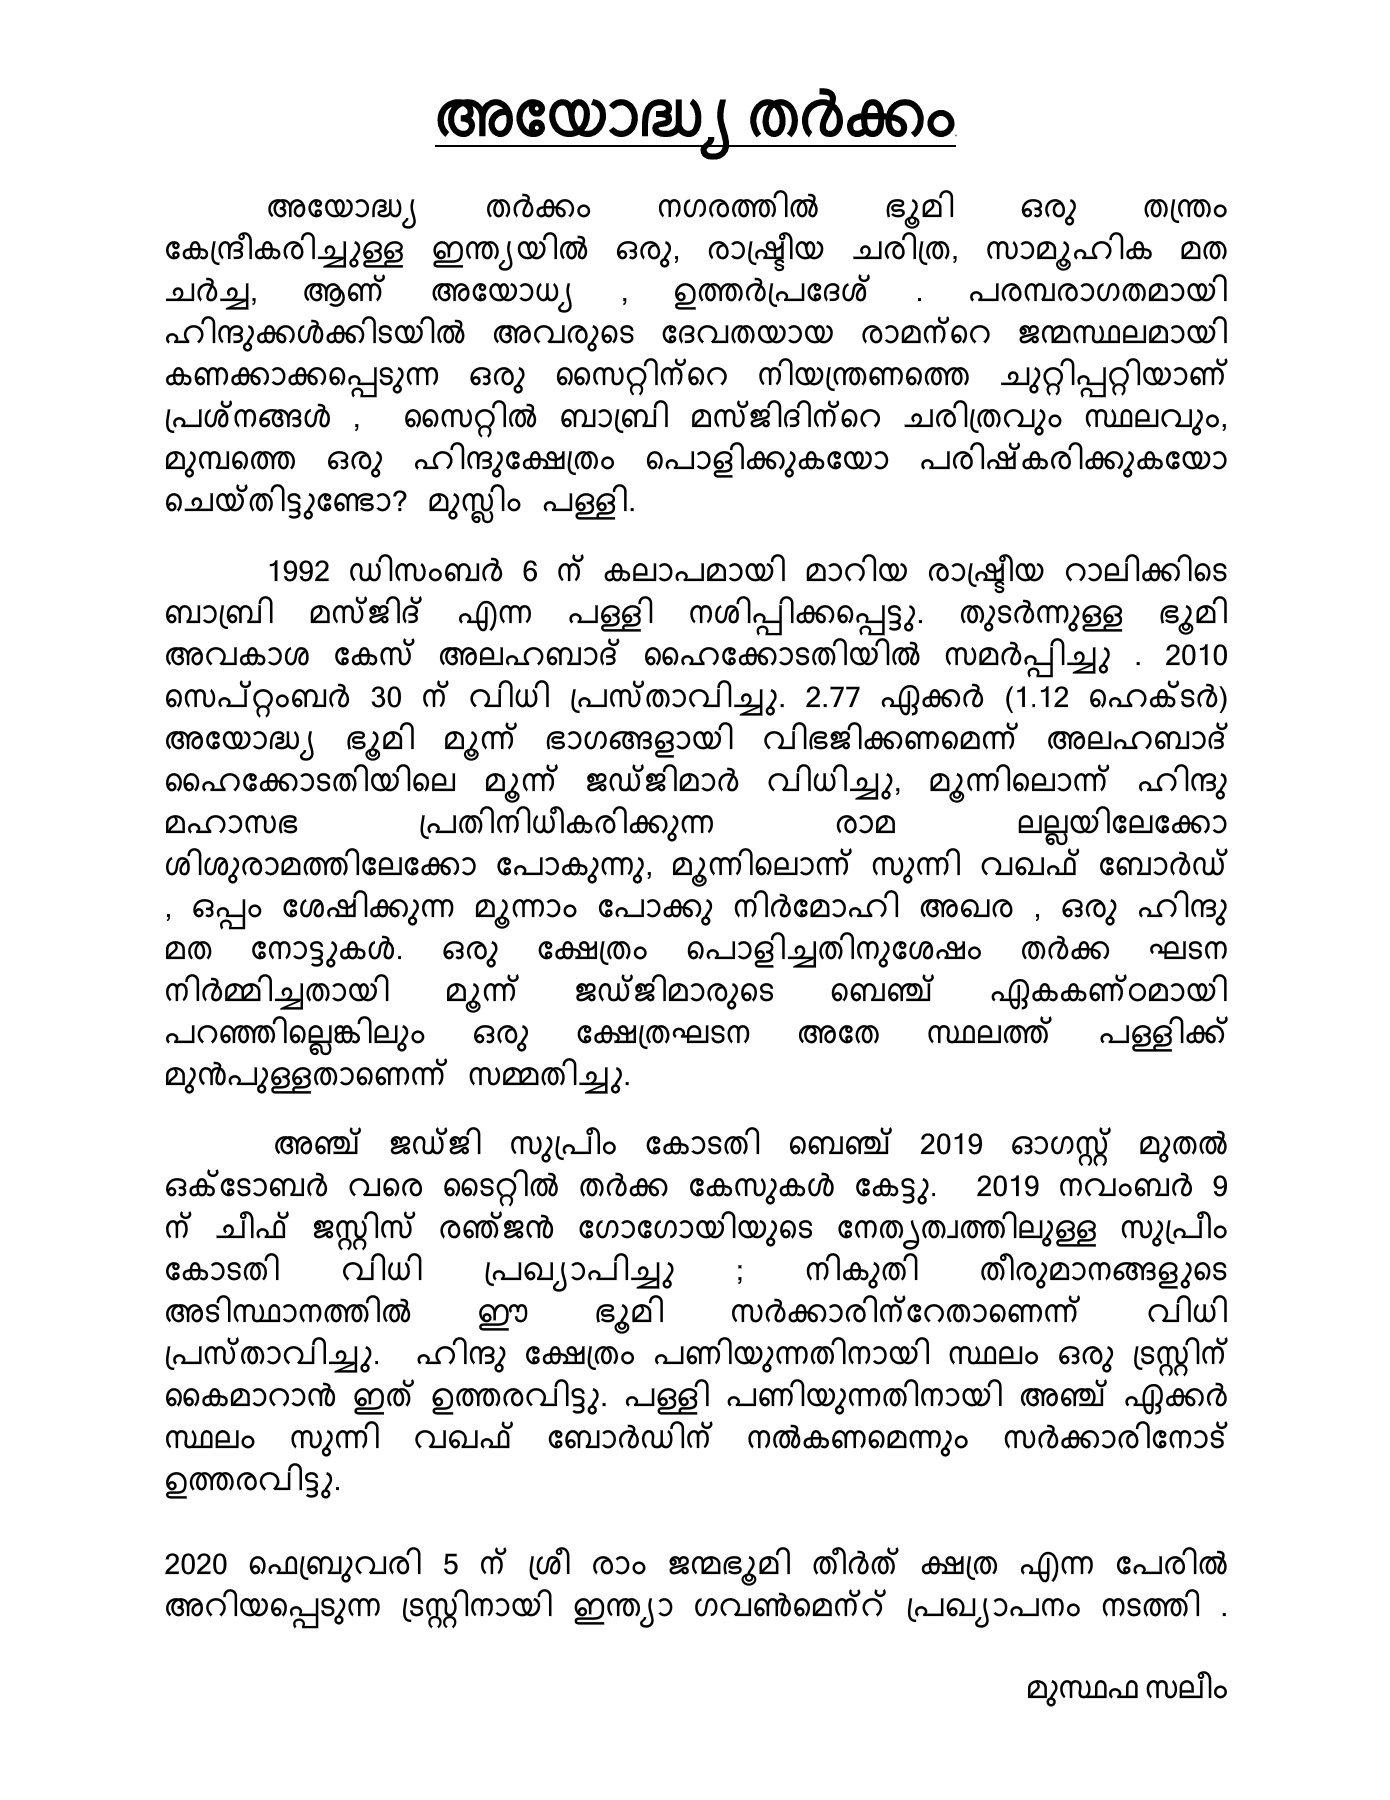 അയോദ്ധ്യ തർക്കം
അയോദ്ധ്യ തർക്കം നഗരത്തിൽ ഭൂമി ഒരു തന്ത്രം
കേന്ദ്രീകരിച്ചുള്ള ഇന്ത്യയിൽ ഒരു, രാഷ്ട്രീയ ചരിത്ര, സാമൂഹിക മത
ചർച്ച, ആണ് അയോധ്യ , ഉത്തർപ്രദേശ് . പരമ്പരാഗതമായി
ഹിന്ദുക്കൾക്കിടയിൽ അവരുടെ ദേവതയായ രാമന്റെ ജന്മസ്ഥലമായി
കണക്കാക്കപ്പെടുന്ന ഒരു സൈറ്റിന്റെ നിയന്ത്രണത്തെ ചുറ്റിപ്പറ്റിയാണ്
പ്രശ്നങ്ങൾ , സൈറ്റിൽ ബാബ്രി മസ്ജിദിന്റെ ചരിത്രവും സ്ഥലവും,
മുമ്പത്തെ ഒരു ഹിന്ദുക്ഷേത്രം പൊളിക്കുകയോ പരിഷ്കരിക്കുകയോ
ചെയ്തിട്ടുണ്ടോ? മുസ്ലിം പള്ളി.
1992 ഡിസംബർ 6 ന് കലാപമായി മാറിയ രാഷ്ട്രീയ റാലിക്കിടെ
ബാബ്രി മസ്ജിദ് എന്ന പള്ളി നശിപ്പിക്കപ്പെട്ടു. തുടർന്നുള്ള ഭൂമി
അവകാശ കേസ് അലഹബാദ് ഹൈക്കോടതിയിൽ സമർപ്പിച്ചു . 2010
സെപ്റ്റംബർ 30 ന് വിധി പ്രസ്താവിച്ചു. 2.77 ഏക്കർ (1.12 ഹെക്ടർ)
അയോദ്ധ്യ ഭൂമി മൂന്ന് ഭാഗങ്ങളായി വിഭജിക്കണമെന്ന് അലഹബാദ്
ഹൈക്കോടതിയിലെ മൂന്ന് ജഡ്ജിമാർ വിധിച്ചു, മൂന്നിലൊന്ന് ഹിന്ദു
മഹാസഭ പ്രതിനിധീകരിക്കുന്ന രാമ ലല്ലയിലേക്കോ
ശിശുരാമത്തിലേക്കോ പോകുന്നു, മൂന്നിലൊന്ന് സുന്നി വഖഫ് ബോർഡ്
, ഒപ്പം ശേഷിക്കുന്ന മൂന്നാം പോക്കു നിർമോഹി അഖര , ഒരു ഹിന്ദു
മത നോട്ടുകൾ. ഒരു ക്ഷേത്രം പൊളിച്ചതിനുശേഷം തർക്ക ഘടന
നിർമ്മിച്ചതായി മൂന്ന് ജഡ്ജിമാരുടെ ബെഞ്ച് ഏകകണ്ഠമായി
പറഞ്ഞില്ലെങ്കിലും ഒരു ക്ഷേത്രഘടന അതേ സ്ഥലത്ത് പള്ളിക്ക്
മുൻപുള്ളതാണെന്ന് സമ്മതിച്ചു.
അഞ്ച് ജഡ്ജി സുപ്രീം കോടതി ബെഞ്ച് 2019 ഓഗസ്റ്റ് മുതൽ
ഒക്ടോബർ വരെ ടൈറ്റിൽ തർക്ക കേസുകൾ കേട്ടു. 2019 നവംബർ 9
ന് ചീഫ് ജസ്റ്റിസ് രഞ്ജൻ ഗോഗോയിയുടെ നേതൃത്വത്തിലുള്ള സുപ്രീം
കോടതി വിധി പ്രഖ്യാപിച്ചു ; നികുതി തീരുമാനങ്ങളുടെ
അടിസ്ഥാനത്തിൽ ഈ ഭൂമി സർക്കാരിന്റേതാണെന്ന് വിധി
പ്രസ്താവിച്ചു. ഹിന്ദു ക്ഷേത്രം പണിയുന്നതിനായി സ്ഥലം ഒരു ട്രസ്റ്റിന്
കൈമാറാൻ ഇത് ഉത്തരവിട്ടു. പള്ളി പണിയുന്നതിനായി അഞ്ച് ഏക്കർ
സ്ഥലം സുന്നി വഖഫ് ബോർഡിന് നൽകണമെന്നും സർക്കാരിനോട്
ഉത്തരവിട്ടു.
2020 ഫെബ്രുവരി 5 ന് ശ്രീ രാം ജന്മഭൂമി തീർത് ക്ഷത്ര എന്ന പേരിൽ
അറിയപ്പെടുന്ന ട്രസ്റ്റിനായി ഇന്ത്യാ ഗവൺമെന്റ് പ്രഖ്യാപനം നടത്തി .
മുസ്ഥഫ സലീം